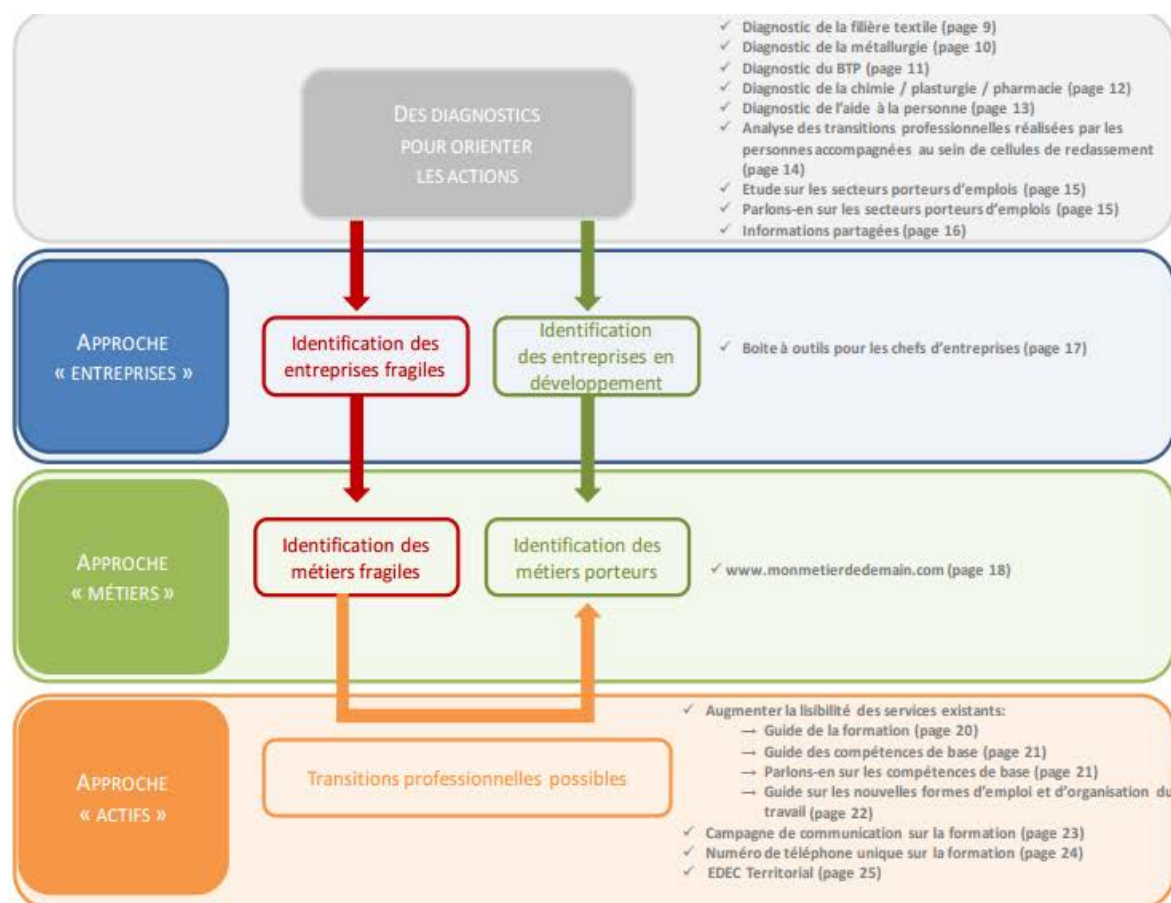 DES DIAGNOSTICS
POUR ORIENTER
LES ACTIONS
✓ Diagnostic de la filière textile (page 9)
✓ Diagnostic de la métallurgie (page 10)
✓ Diagnostic du BTP (page 11)
✓ Diagnostic de la chimie / plasturgie / pharmacie (page 12)
✓ Diagnostic de l'aide à la personne (page 13)
✓ Analyse des transitions professionnelles réalisées par les
personnes accompagnées au sein de cellules de reclassement
(page 14)
✓ Etude sur les secteurs porteurs d'emplois (page 15)
✓ Parlons-en sur les secteurs porteurs d'emplois (page 15)
✓ Informations partagées (page 16)
APPROCHE
« ENTREPRISES »
Identification des
entreprises fragiles
Identification
des entreprises en
développement
✓ Boite à outils pour les chefs d'entreprises (page 17)
APPROCHE
« MÉTIERS »
Identification des
métiers fragiles
Identification des
métiers porteurs
✓ www.monmetierdedemain.com (page 18)
APPROCHE
« ACTIFS »
Transitions professionnelles possibles
✓ Augmenter la lisibilité des services existants:
→ Guide de la formation (page 20)
→ Guide des compétences de base (page 21)
→ Parlons-en sur les compétences de base (page 21)
→ Guide sur les nouvelles formes d'emploi et d'organisation du
travail (page 22)
✓ Campagne de communication sur la formation (page 23)
✓ Numéro de téléphone unique sur la formation (page 24)
✓ EDEC Territorial (page 25)